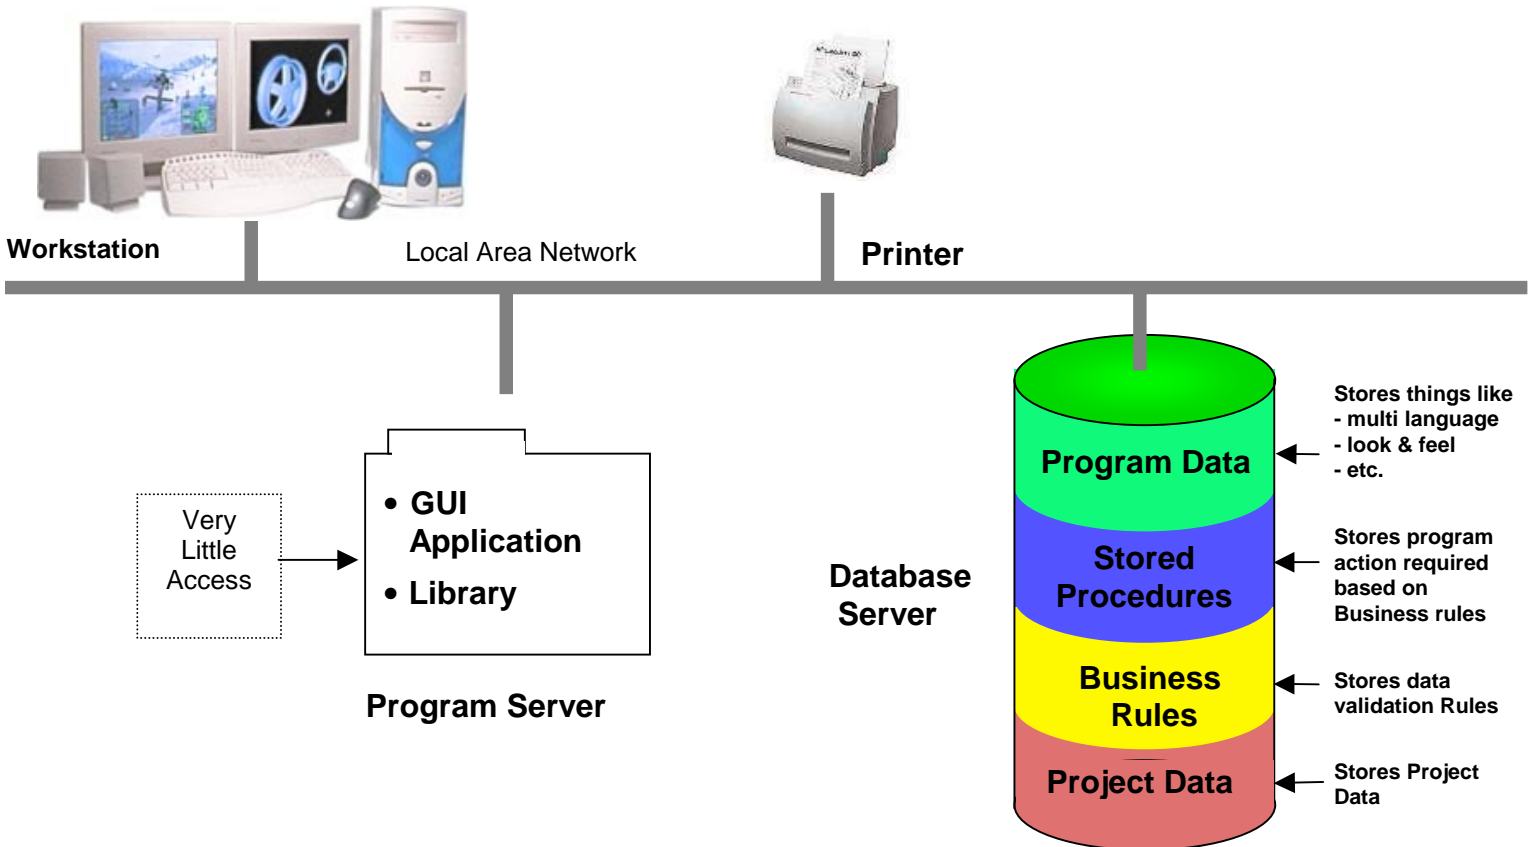 Workstation
Local Area Network
Printer
Very
Little
Access
• GUI
Application
• Library
Program Server
Database
Server
Program Data
Stored
Procedures
Business
Rules
Project Data
Stores things like
- multi language
- look & feel
- etc.
Stores program
action required
based on
Business rules
Stores data
validation Rules
Stores Project
Data